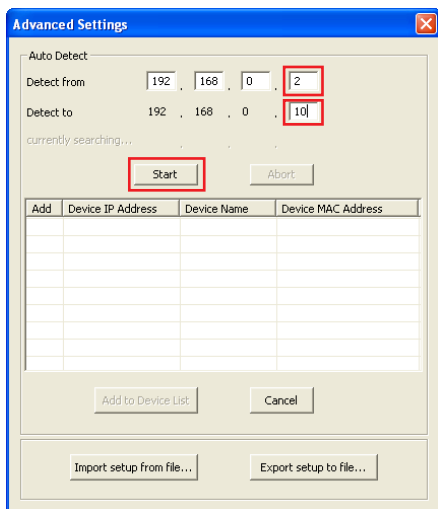 Advanced Settings
Auto Detect
Detect from 192 . 168 . 0 . 2
Detect to 192 . 168 . 0 . 10
currently searching... . . .
Start Abort
Add Device IP Address Device Name Device MAC Address
Add to Device List Cancel
Import setup from file... Export setup to file...